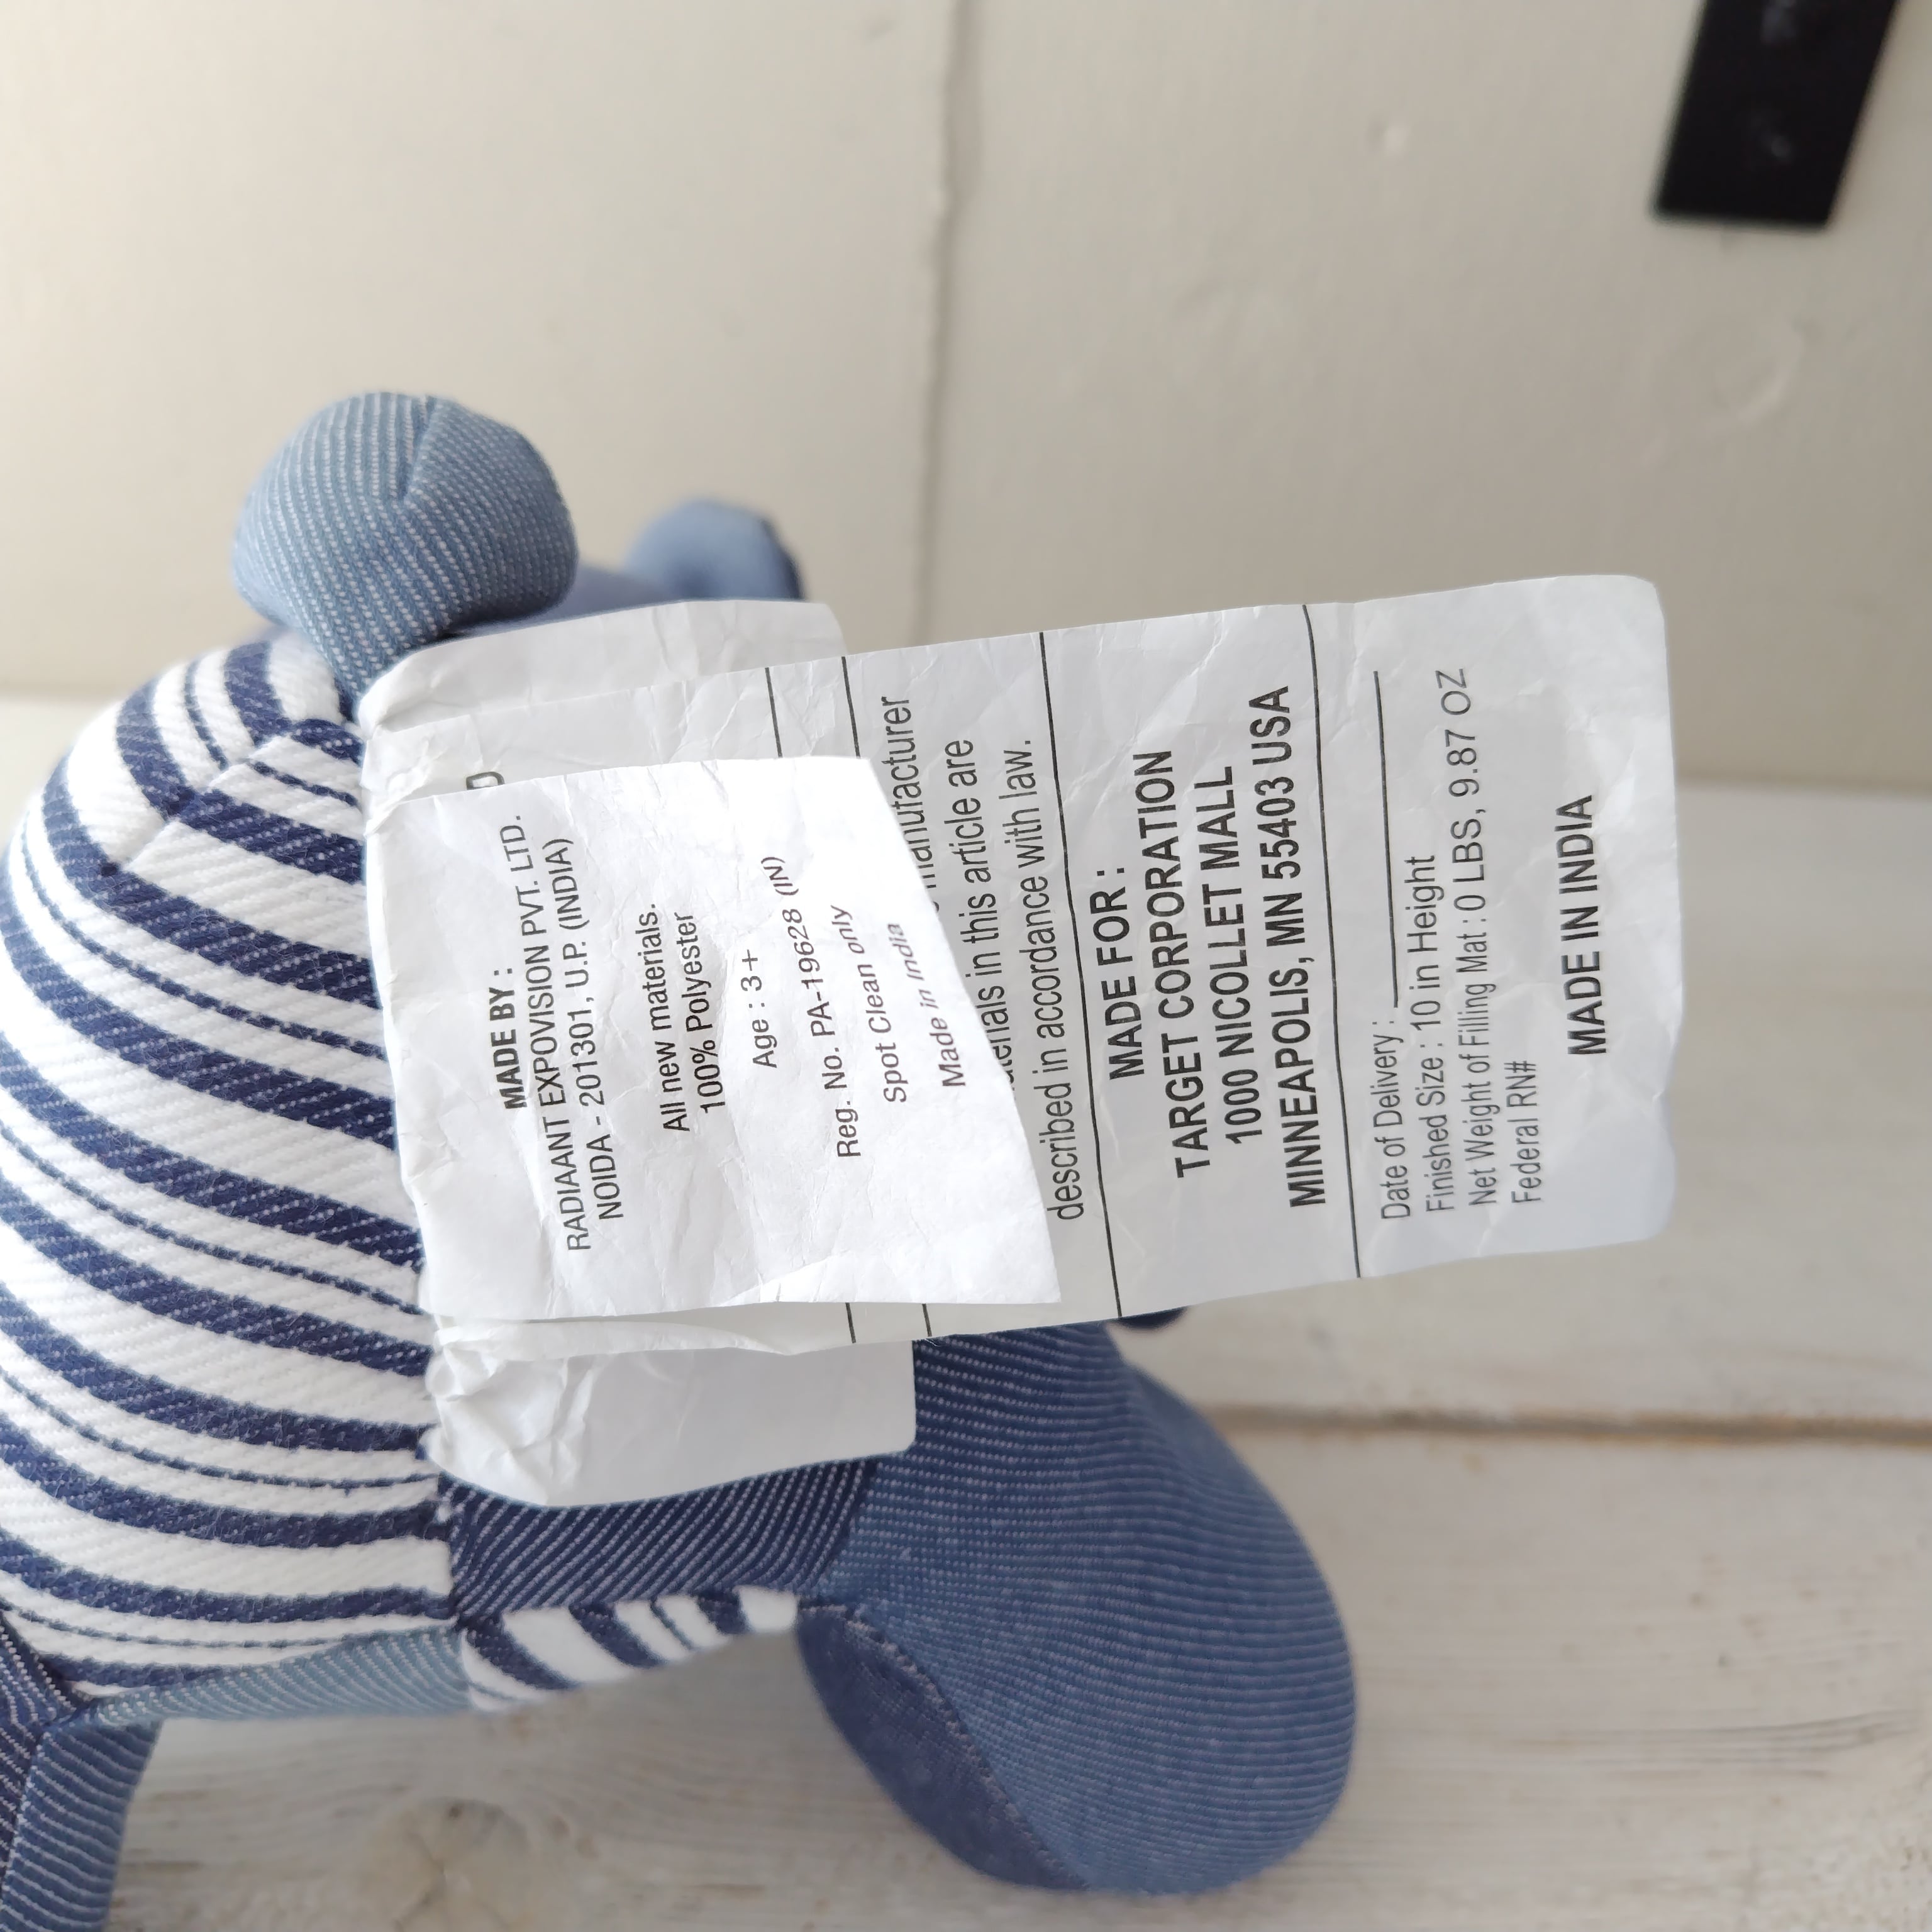 MADE BY :
RADIAANT EXPOVISION PVT. LTD.
NOIDA - 201301, U.P. (INDIA)
All new materials.
100% Polyester
Age : 3+
Reg. No. PA-19628 (IN)
Spot Clean only
Made in India
manufacturer
in this article are
described in accordance with law.
MADE FOR :
TARGET CORPORATION
1000 NICOLLET MALL
MINNEAPOLIS, MN 55403 USA
Date of Delivery :
Finished Size : 10 in Height
Net Weight of Filling Mat : 0 LBS, 9.87 OZ
Federal RN#
MADE IN INDIA